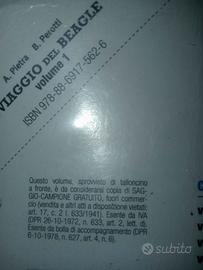 A. Pietra B. Perotti
VIAGGIO DEL BEAGLE
volume 1
ISBN 978-88-6917-562-6
Questo volume, sprovvisto di talloncino
a fronte, è da considerarsi copia di SAG-
GIO-CAMPIONE GRATUITO, fuori commer-
cio (vendita e altri atti a disposizione vietati:
art. 17, c. 2 l. 633/1941). Esente da IVA
(DPR 26-10-1972, n. 633, art. 2, lett. d).
Esente da bolla di accompagnamento (DPR
6-10-1978, n. 627, art. 4, n. 6).
subito